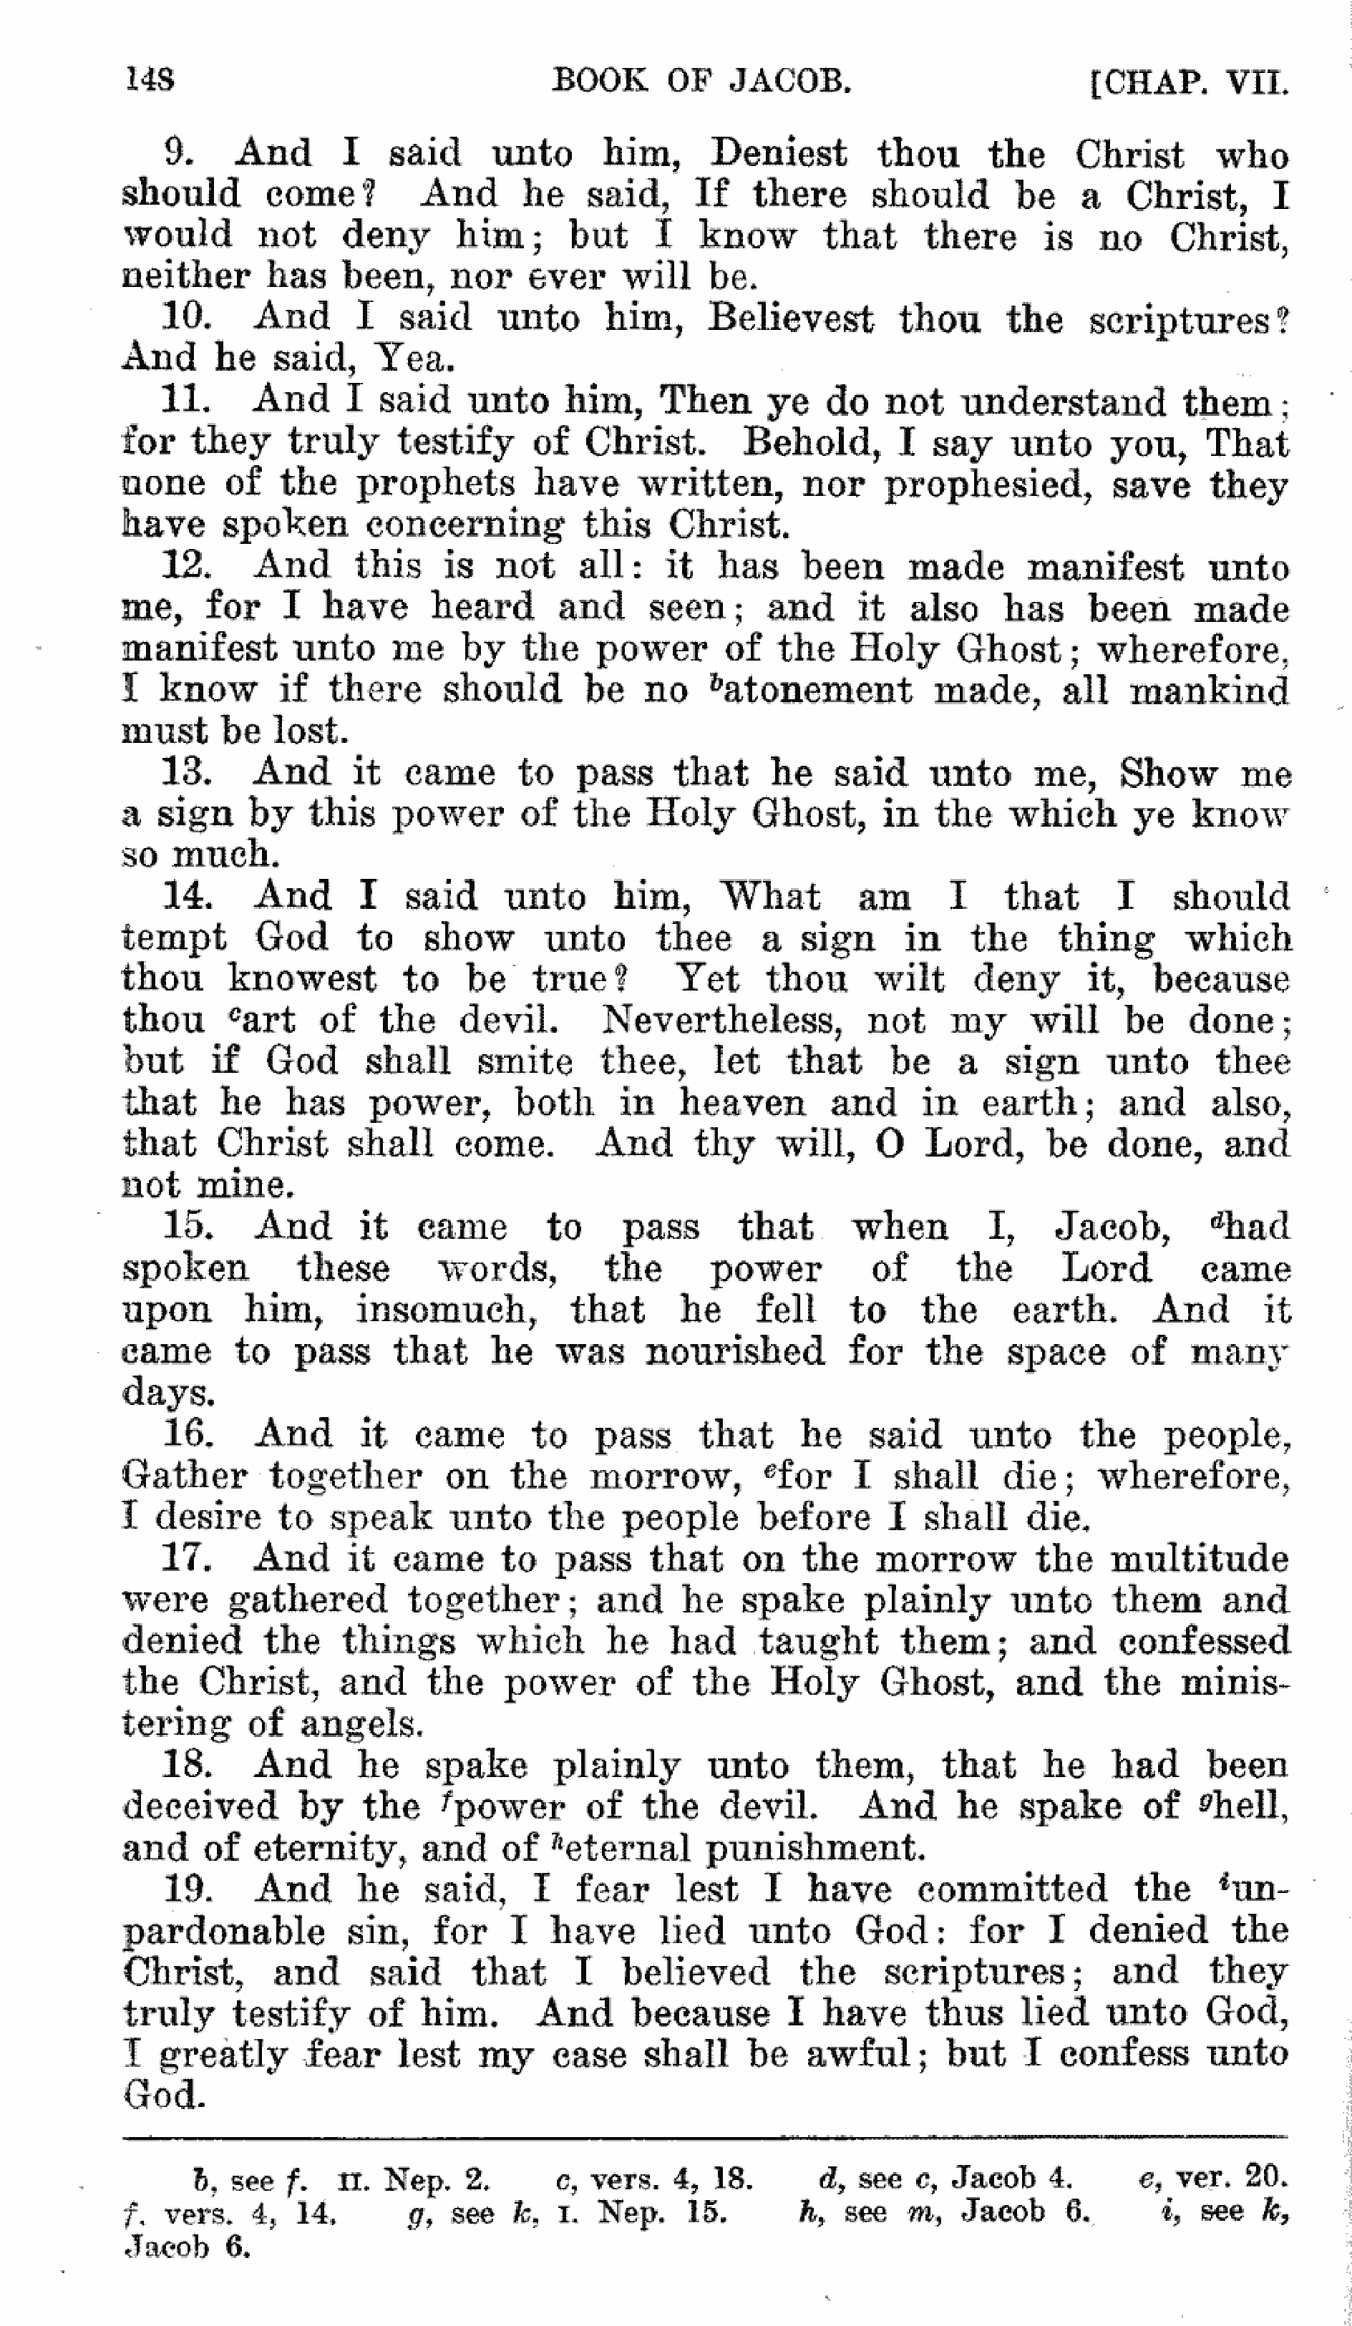 148 BOOK OF JACOB. [CHAP. VII.
9. And I said unto him, Deniest thou the Christ who
should come? And he said, If there should be a Christ, I
would not deny him; but I know that there is no Christ,
neither has been, nor ever will be.
10. And I said unto him, Believest thou the scriptures?
And he said, Yea.
11. And I said unto him, Then ye do not understand them;
for they truly testify of Christ. Behold, I say unto you, That
none of the prophets have written, nor prophesied, save they
have spoken concerning this Christ.
12. And this is not all: it has been made manifest unto
me, for I have heard and seen; and it also has been made
manifest unto me by the power of the Holy Ghost; wherefore,
I know if there should be no ᵇatonement made, all mankind
must be lost.
13. And it came to pass that he said unto me, Show me
a sign by this power of the Holy Ghost, in the which ye know
so much.
14. And I said unto him, What am I that I should
tempt God to show unto thee a sign in the thing which
thou knowest to be true? Yet thou wilt deny it, because
thou ᶜart of the devil. Nevertheless, not my will be done;
but if God shall smite thee, let that be a sign unto thee
that he has power, both in heaven and in earth; and also,
that Christ shall come. And thy will, O Lord, be done, and
not mine.
15. And it came to pass that when I, Jacob, ᵈhad
spoken these words, the power of the Lord came
upon him, insomuch, that he fell to the earth. And it
came to pass that he was nourished for the space of many
days.
16. And it came to pass that he said unto the people,
Gather together on the morrow, ᵉfor I shall die; wherefore,
I desire to speak unto the people before I shall die.
17. And it came to pass that on the morrow the multitude
were gathered together; and he spake plainly unto them and
denied the things which he had taught them; and confessed
the Christ, and the power of the Holy Ghost, and the minis-
tering of angels.
18. And he spake plainly unto them, that he had been
deceived by the ᶠpower of the devil. And he spake of ᵍhell,
and of eternity, and of ʰeternal punishment.
19. And he said, I fear lest I have committed the ⁱun-
pardonable sin, for I have lied unto God: for I denied the
Christ, and said that I believed the scriptures; and they
truly testify of him. And because I have thus lied unto God,
I greatly fear lest my case shall be awful; but I confess unto
God.
b, see f. II. Nep. 2. c, vers. 4, 18. d, see c, Jacob 4. e, ver. 20.
f. vers. 4, 14. g, see k, I. Nep. 15. h, see m, Jacob 6. i, see k,
Jacob 6.